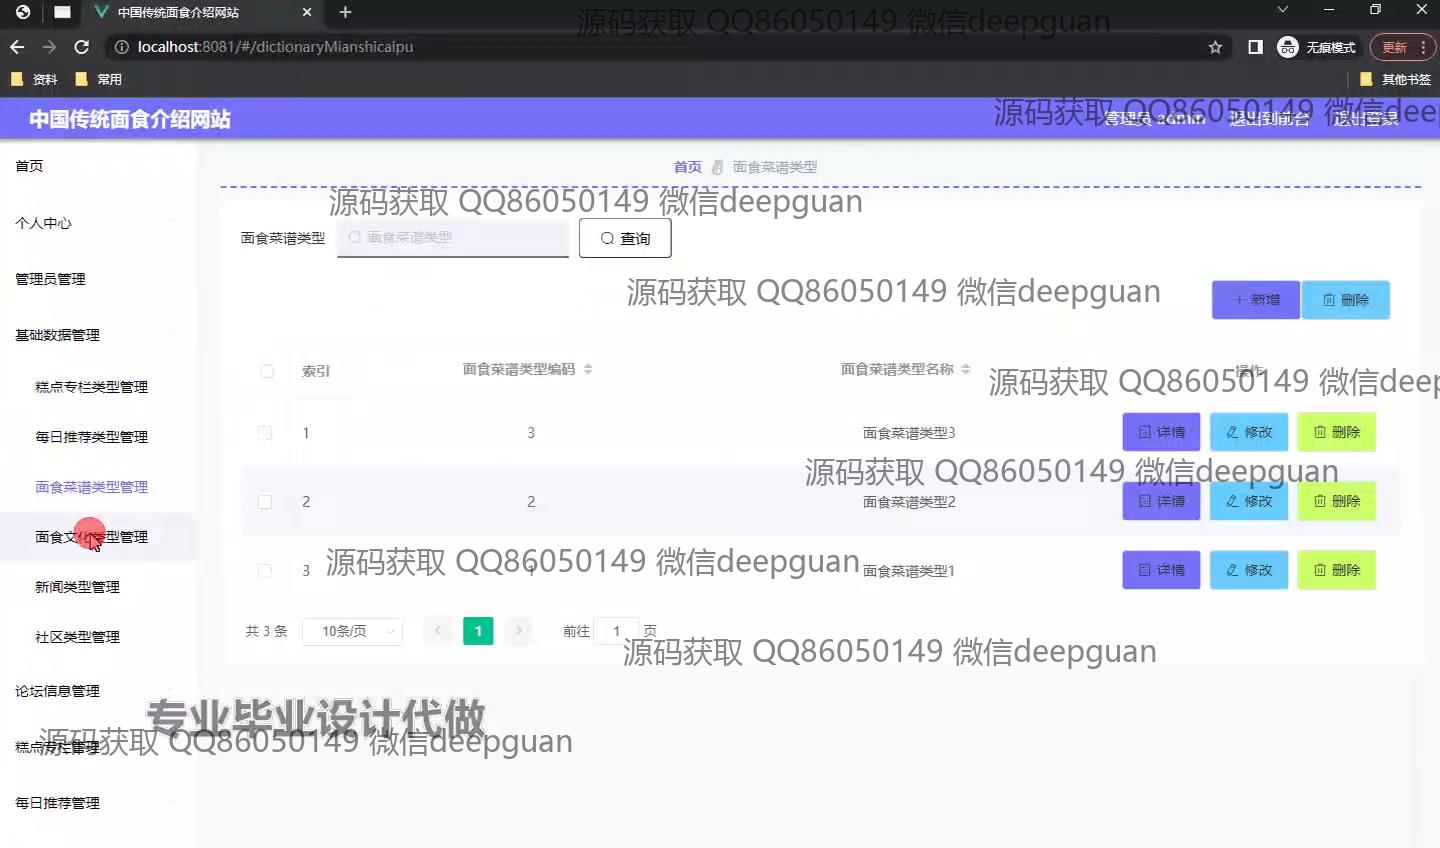 中国传统面食介绍网站
源码获取 QQ86050149 微信deepguan
localhost:8081/#/dictionaryMianshicaipu
无痕模式
更新
资料
常用
其他书签
中国传统面食介绍网站
源码获取 QQ86050149 微信deep
管理员 admin
退出到前台
退出登录
首页
首页
面食菜谱类型
源码获取 QQ86050149 微信deepguan
个人中心
面食菜谱类型
面食菜谱类型
查询
管理员管理
源码获取 QQ86050149 微信deepguan
新增
删除
基础数据管理
索引
面食菜谱类型编码
面食菜谱类型名称
操作
源码获取 QQ86050149 微信deep
糕点专栏类型管理
每日推荐类型管理
1
3
面食菜谱类型3
详情
修改
删除
源码获取 QQ86050149 微信deepguan
面食菜谱类型管理
2
2
面食菜谱类型2
详情
修改
删除
面食文化类型管理
源码获取 QQ86050149 微信deepguan
3
1
面食菜谱类型1
详情
修改
删除
新闻类型管理
社区类型管理
共 3 条
10条/页
1
前往
1
页
源码获取 QQ86050149 微信deepguan
论坛信息管理
专业毕业设计代做
源码获取 QQ86050149 微信deepguan
糕点专栏管理
每日推荐管理